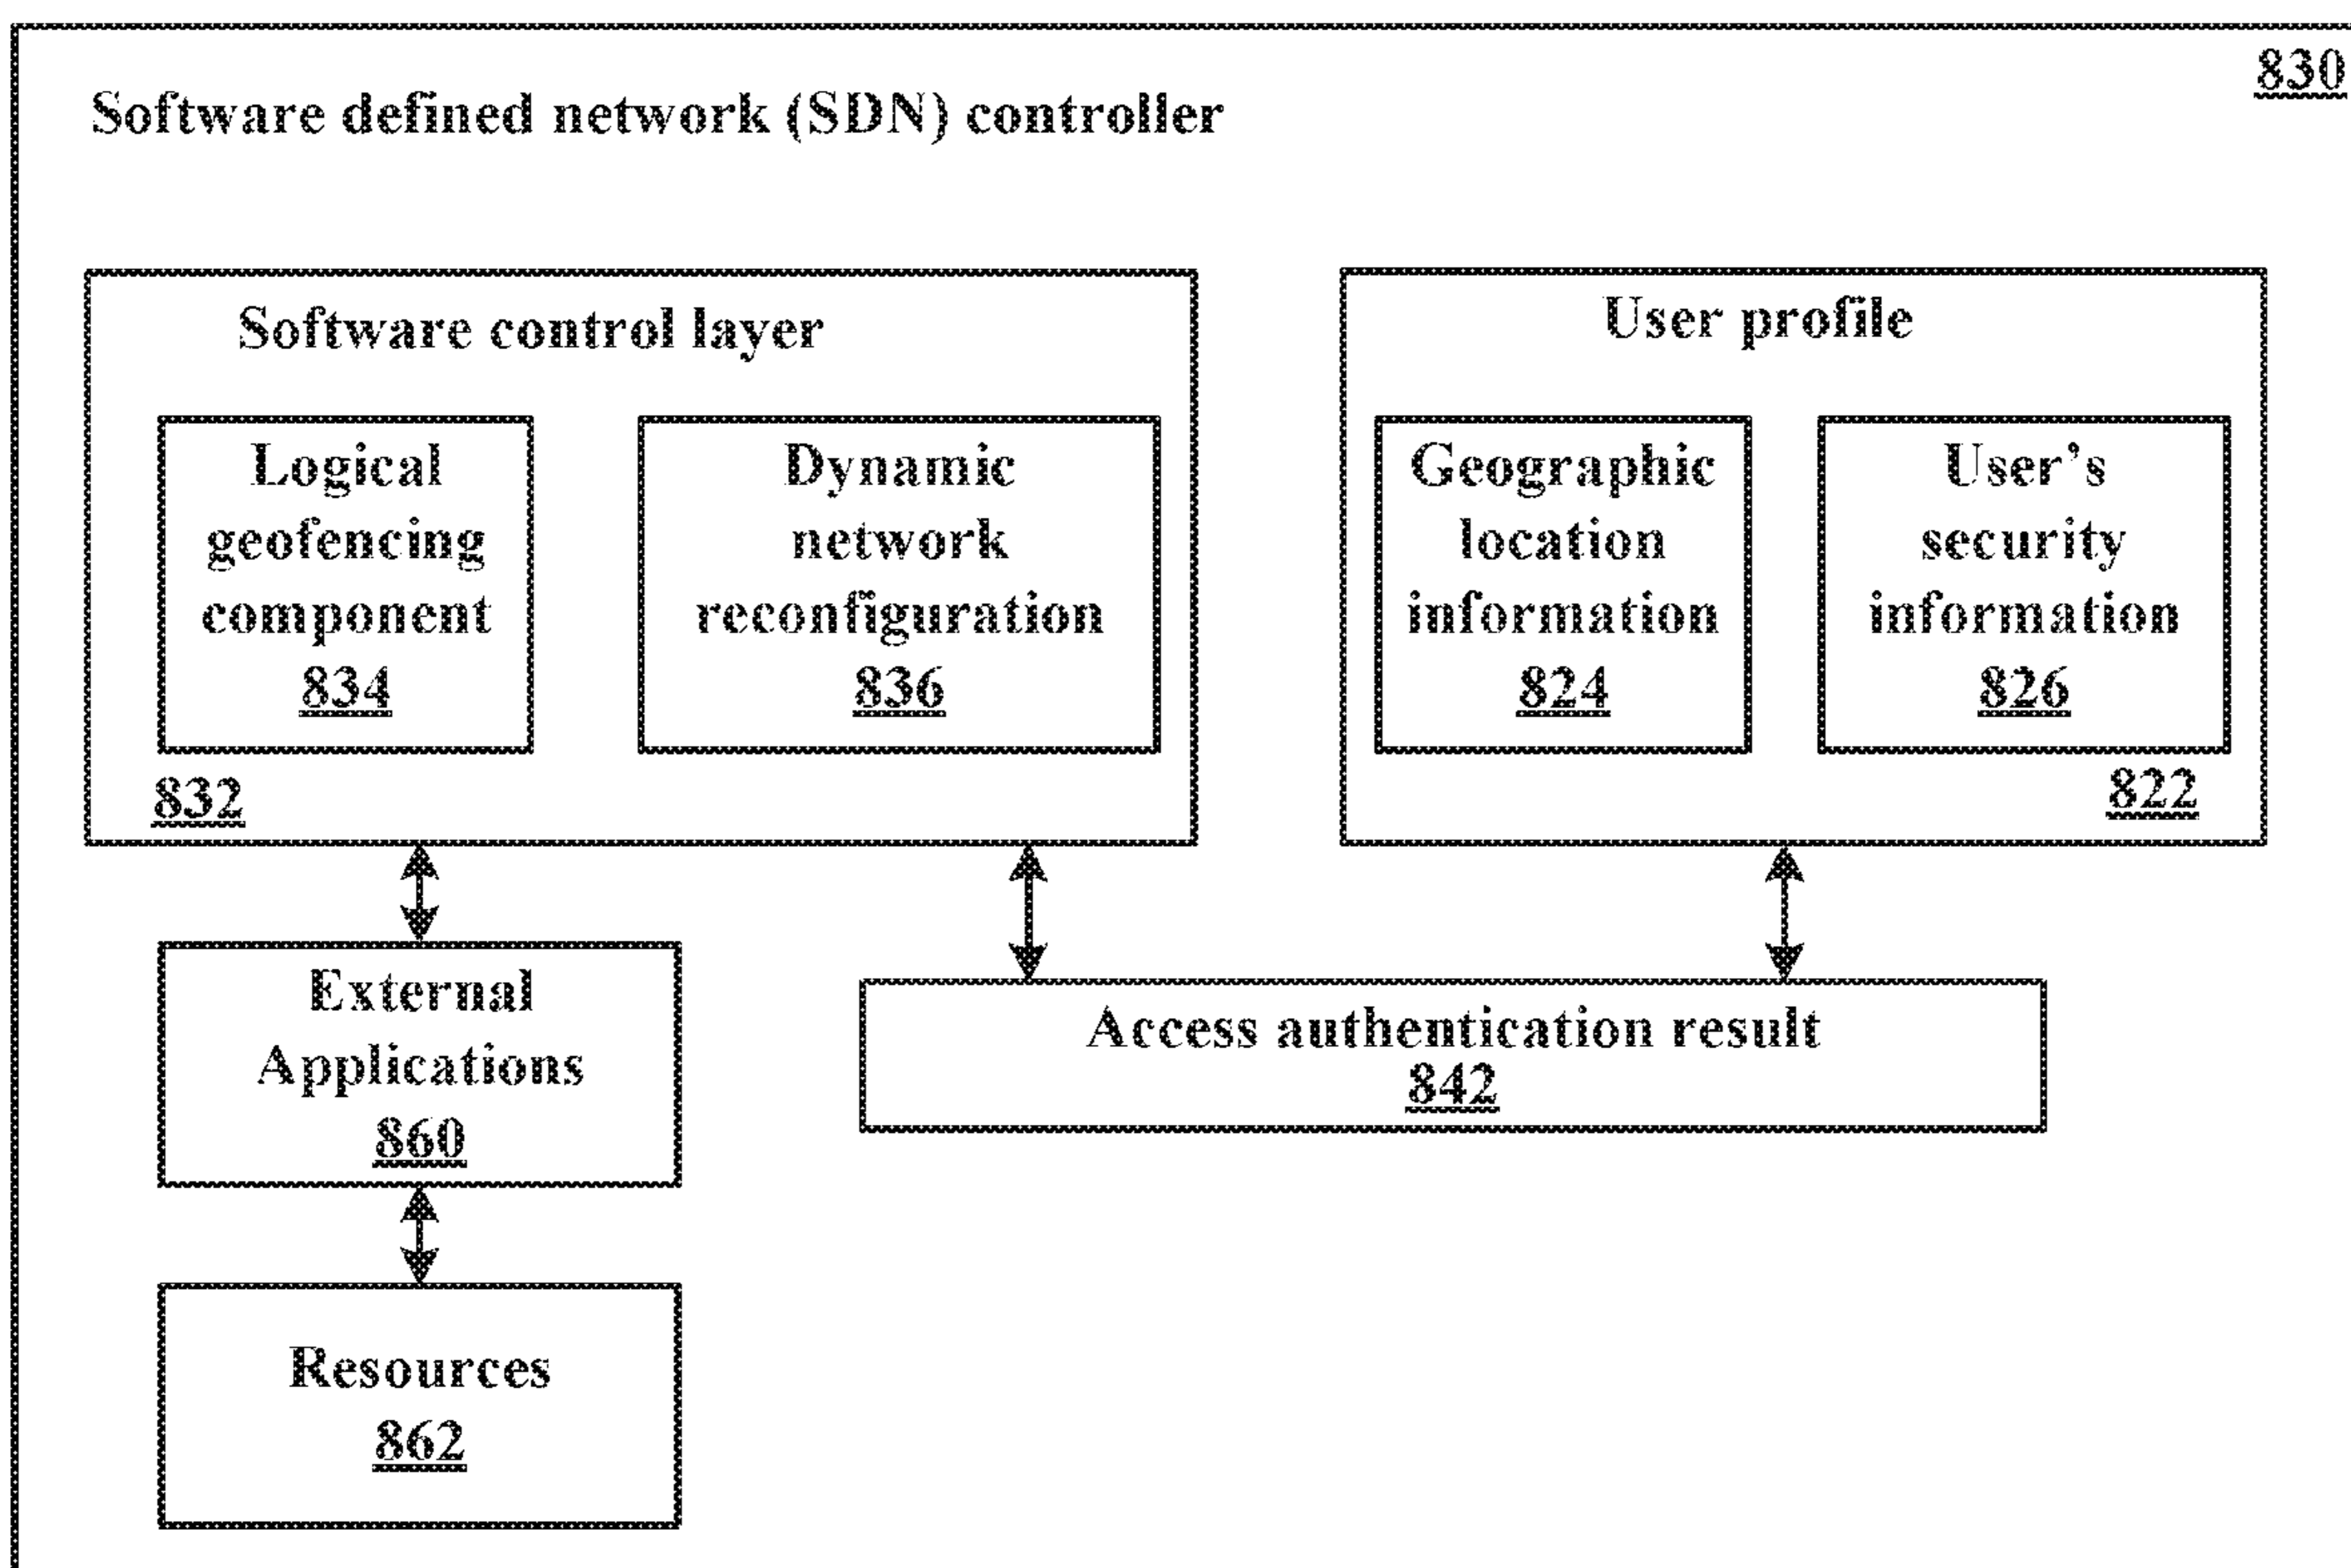 830
Software defined network (SDN) controller
Software control layer
Logical
geofencing
component
834
Dynamic
network
reconfiguration
836
832
User profile
Geographic
location
information
824
User's
security
information
826
822
External
Applications
860
Access authentication result
842
Resources
862